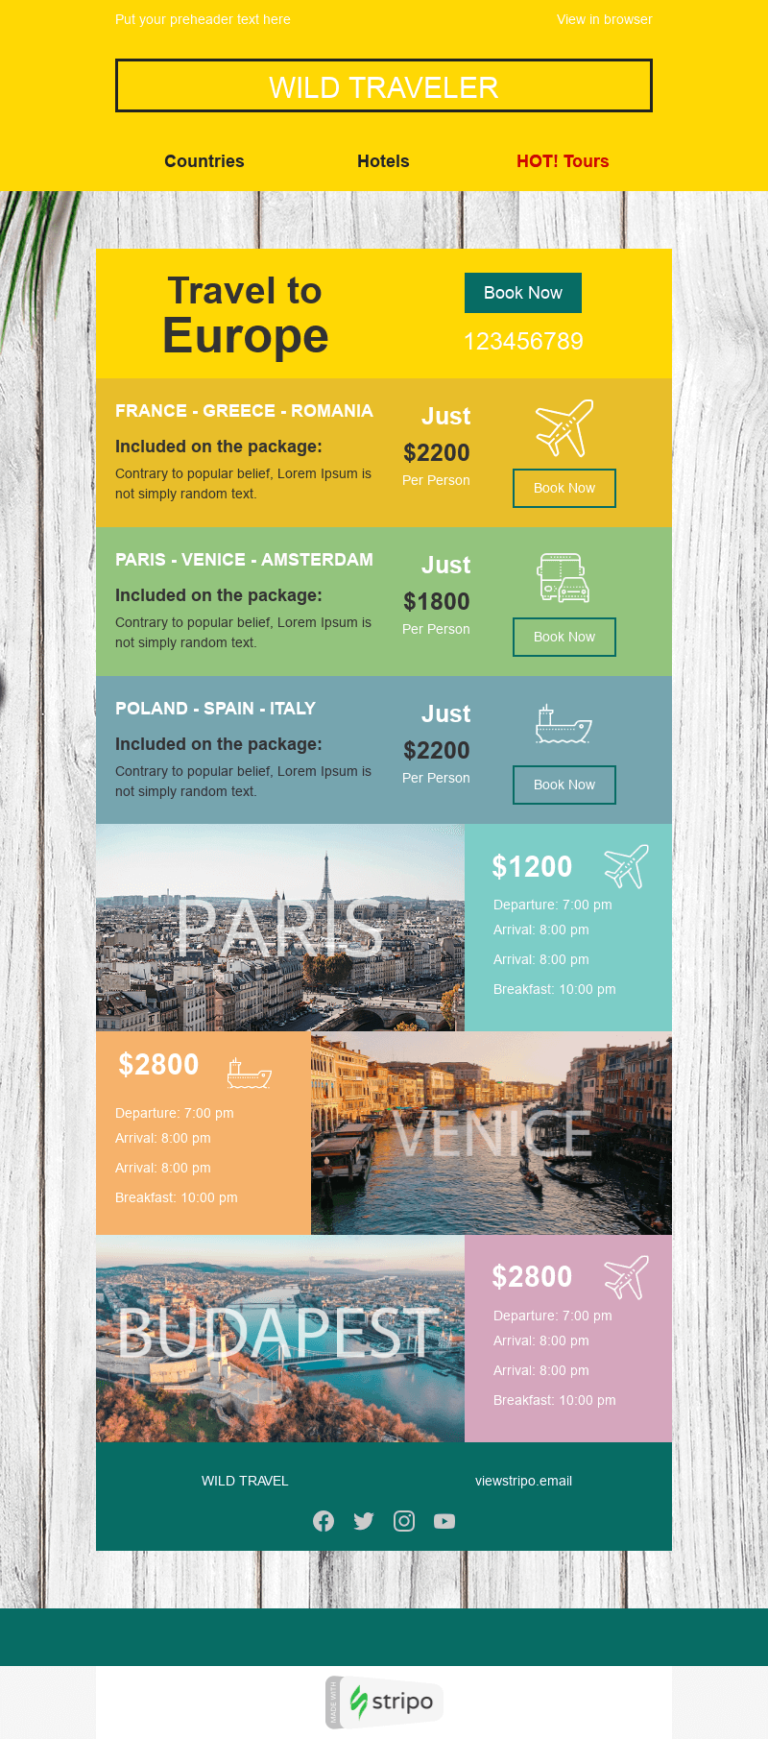 Put your preheader text here
View in browser
WILD TRAVELER
Countries
Hotels
HOT! Tours
Travel to
Europe
Book Now
123456789
FRANCE - GREECE - ROMANIA
Included on the package:
Contrary to popular belief, Lorem Ipsum is
not simply random text.
Just
$2200
Per Person
Book Now
PARIS - VENICE - AMSTERDAM
Included on the package:
Contrary to popular belief, Lorem Ipsum is
not simply random text.
Just
$1800
Per Person
Book Now
POLAND - SPAIN - ITALY
Included on the package:
Contrary to popular belief, Lorem Ipsum is
not simply random text.
Just
$2200
Per Person
Book Now
PARIS
$1200
Departure: 7:00 pm
Arrival: 8:00 pm
Arrival: 8:00 pm
Breakfast: 10:00 pm
$2800
Departure: 7:00 pm
Arrival: 8:00 pm
Arrival: 8:00 pm
Breakfast: 10:00 pm
VENICE
BUDAPEST
$2800
Departure: 7:00 pm
Arrival: 8:00 pm
Arrival: 8:00 pm
Breakfast: 10:00 pm
WILD TRAVEL
viewstripo.email
MADE WITH
stripo